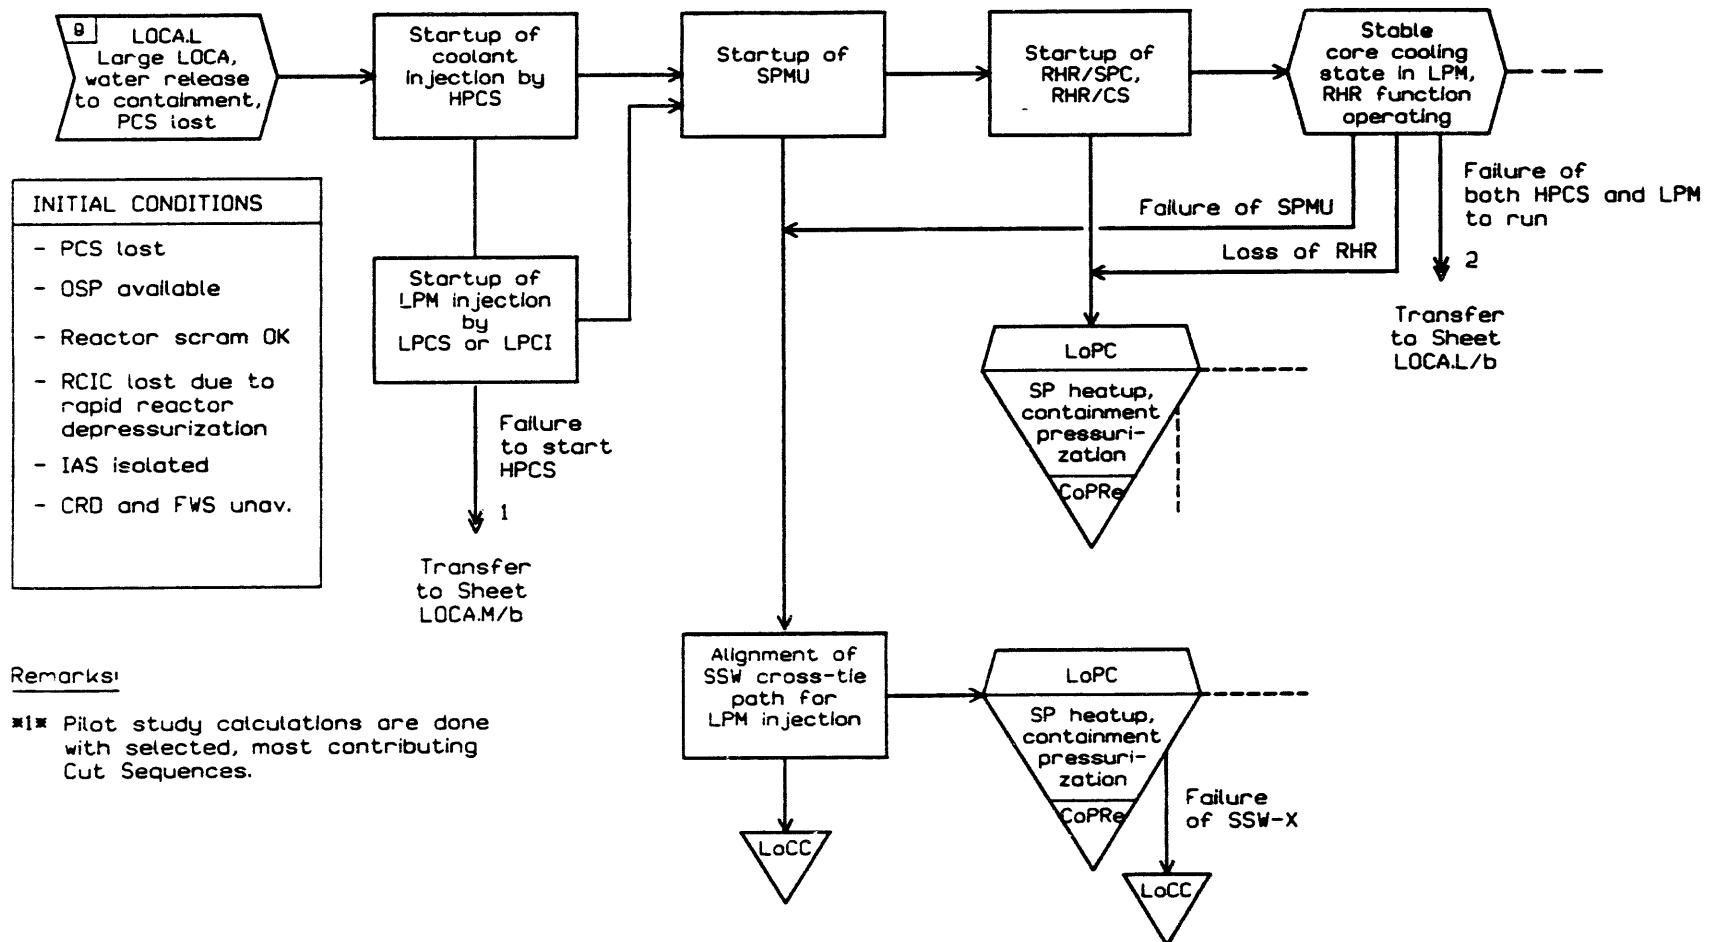 9
LOCA.L
Large LOCA,
water release
to containment,
PCS lost
Startup of
coolant
injection by
HPCS
Startup of
SPMU
Startup of
RHR/SPC,
RHR/CS
Stable
core cooling
state in LPM,
RHR function
operating
INITIAL CONDITIONS
- PCS lost
- OSP available
- Reactor scram OK
- RCIC lost due to
rapid reactor
depressurization
- IAS isolated
- CRD and FWS unav.
Startup of
LPM injection
by
LPCS or LPCI
Failure
to start
HPCS
1
Transfer
to Sheet
LOCA.M/b
Failure of SPMU
Loss of RHR
Failure of
both HPCS and LPM
to run
2
Transfer
to Sheet
LOCA.L/b
LoPC
SP heatup,
containment
pressuri-
zation
CoPRe
Alignment of
SSW cross-tie
path for
LPM injection
LoCC
LoPC
SP heatup,
containment
pressuri-
zation
CoPRe
Failure
of SSW-X
LoCC
Remarks:
*1* Pilot study calculations are done
with selected, most contributing
Cut Sequences.